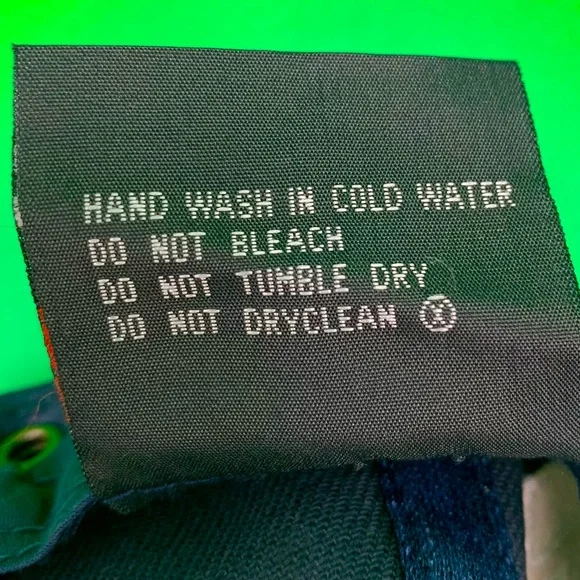 HAND WASH IN COLD WATER
DO NOT BLEACH
DO NOT TUMBLE DRY
DO NOT DRYCLEAN Ⓧ